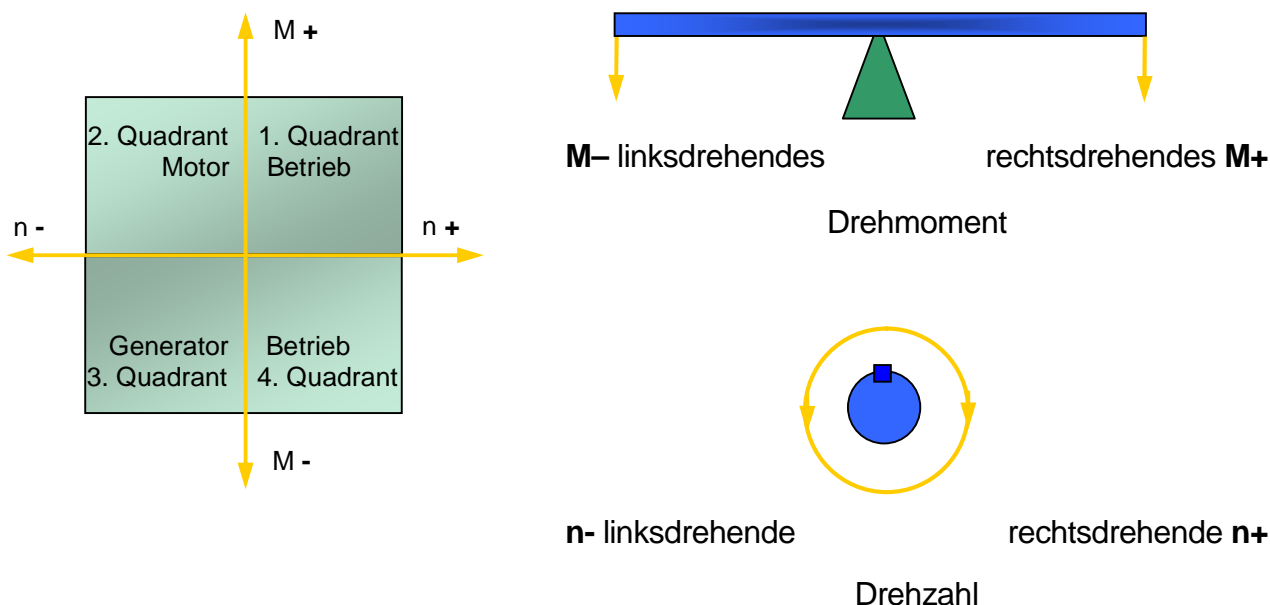 M +
2. Quadrant 1. Quadrant
Motor Betrieb
n - n +
Generator Betrieb
3. Quadrant 4. Quadrant
M -
M– linksdrehendes rechtsdrehendes M+
Drehmoment
n- linksdrehende rechtsdrehende n+
Drehzahl